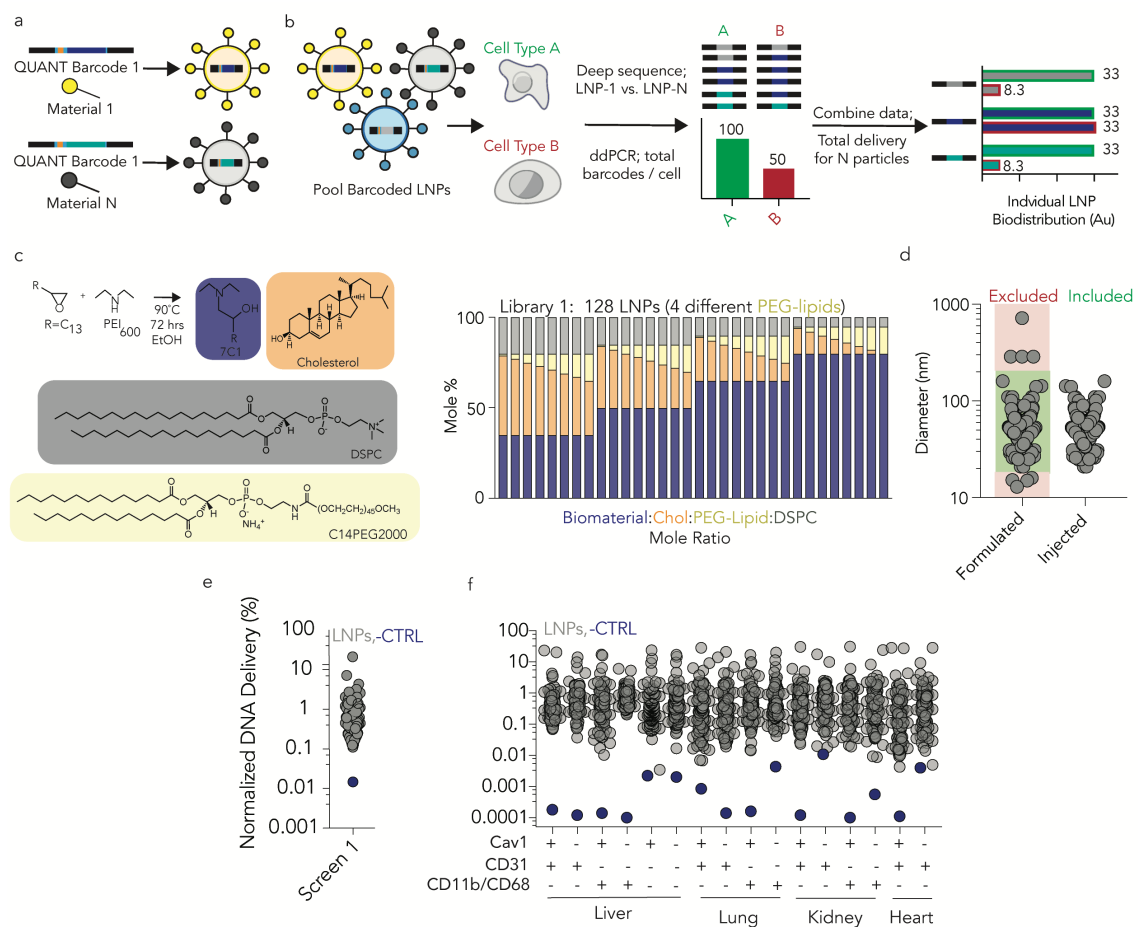 a
QUANT Barcode 1
Material 1
QUANT Barcode 1
Material N
b
Pool Barcoded LNPs
Cell Type A
Cell Type B
Deep sequence;
LNP-1 vs. LNP-N
ddPCR; total
barcodes / cell
A B
100
50
A B
Combine data;
Total delivery
for N particles
33
8.3
33
33
33
8.3
Indvidual LNP
Biodistribution (Au)
c
R
O
+
H
N
R=C13
PEI600
90°C
72 hrs
EtOH
N
OH
R
7C1
HO
H
H
H
H
Cholesterol
O
O
O
O
H
O
P
O
O-
O
N+
DSPC
O
O
O
O
H
O
P
O
O-
O
NH4+
N
H
O
(OCH2CH2)45OCH3
C14PEG2000
Library 1: 128 LNPs (4 different PEG-lipids)
Mole %
100
50
0
Biomaterial:Chol:PEG-Lipid:DSPC
Mole Ratio
d
Excluded Included
Diameter (nm)
1000
100
10
Formulated
Injected
e
Normalized DNA Delivery (%)
LNPs,-CTRL
100
10
1
0.1
0.01
0.001
Screen 1
f
LNPs,-CTRL
100
10
1
0.1
0.01
0.001
0.0001
Cav1 + - + - + - + - + - + - + - + -
CD31 + + - - - - + + - - + + - - + +
CD11b/CD68 - - + + - - - - + + - - + + - -
Liver Lung Kidney Heart